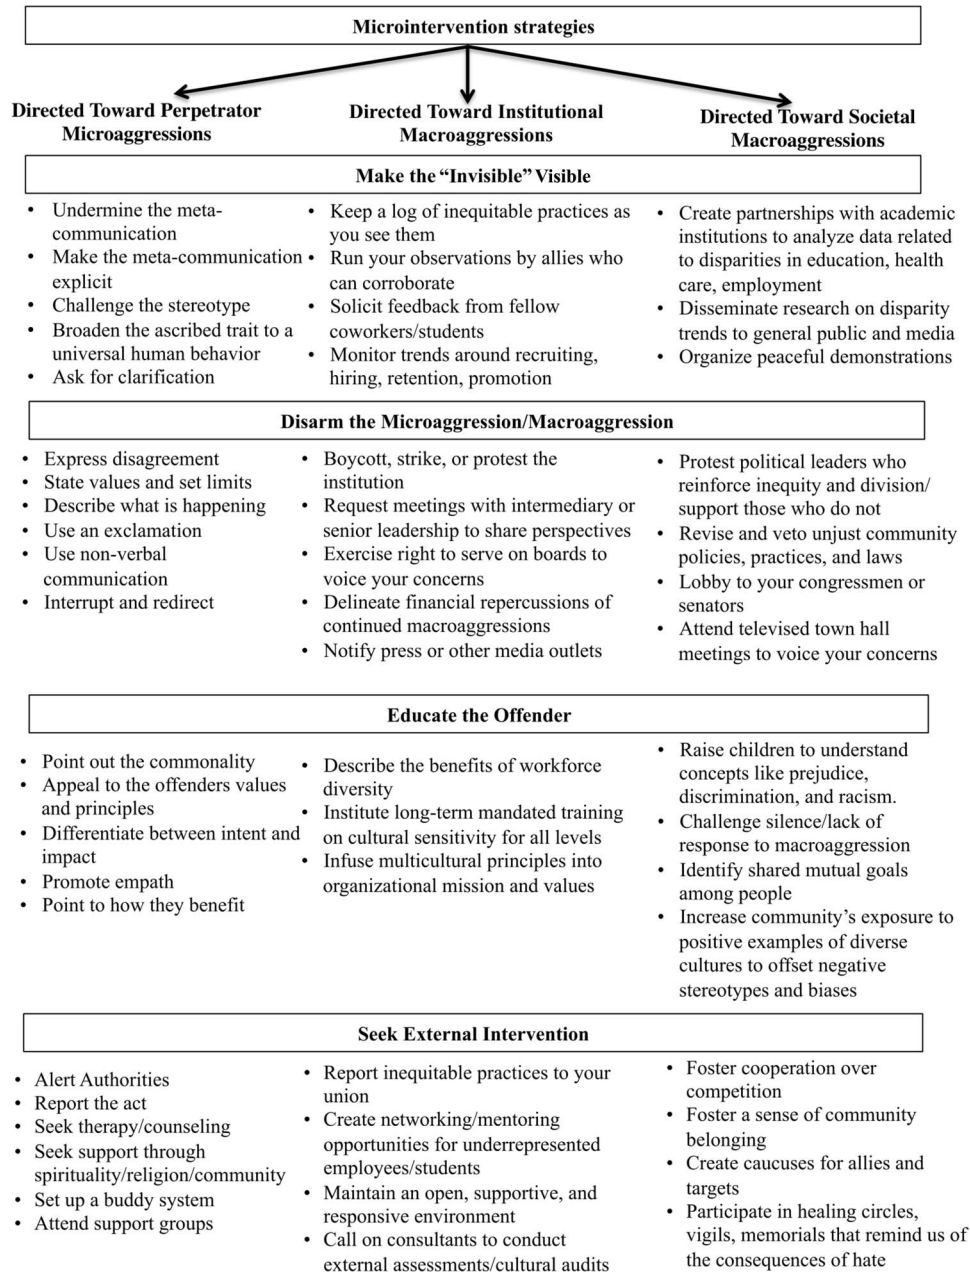 Microintervention strategies
Directed Toward Perpetrator
Microaggressions
Directed Toward Institutional
Macroaggressions
Directed Toward Societal
Macroaggressions
Make the “Invisible” Visible
• Undermine the meta-
communication
• Make the meta-communication
explicit
• Challenge the stereotype
• Broaden the ascribed trait to a
universal human behavior
• Ask for clarification
• Keep a log of inequitable practices as
you see them
• Run your observations by allies who
can corroborate
• Solicit feedback from fellow
coworkers/students
• Monitor trends around recruiting,
hiring, retention, promotion
• Create partnerships with academic
institutions to analyze data related
to disparities in education, health
care, employment
• Disseminate research on disparity
trends to general public and media
• Organize peaceful demonstrations
Disarm the Microaggression/Macroaggression
• Express disagreement
• State values and set limits
• Describe what is happening
• Use an exclamation
• Use non-verbal
communication
• Interrupt and redirect
• Boycott, strike, or protest the
institution
• Request meetings with intermediary or
senior leadership to share perspectives
• Exercise right to serve on boards to
voice your concerns
• Delineate financial repercussions of
continued macroaggressions
• Notify press or other media outlets
• Protest political leaders who
reinforce inequity and division/
support those who do not
• Revise and veto unjust community
policies, practices, and laws
• Lobby to your congressmen or
senators
• Attend televised town hall
meetings to voice your concerns
Educate the Offender
• Point out the commonality
• Appeal to the offenders values
and principles
• Differentiate between intent and
impact
• Promote empath
• Point to how they benefit
• Describe the benefits of workforce
diversity
• Institute long-term mandated training
on cultural sensitivity for all levels
• Infuse multicultural principles into
organizational mission and values
• Raise children to understand
concepts like prejudice,
discrimination, and racism.
• Challenge silence/lack of
response to macroaggression
• Identify shared mutual goals
among people
• Increase community’s exposure to
positive examples of diverse
cultures to offset negative
stereotypes and biases
Seek External Intervention
• Alert Authorities
• Report the act
• Seek therapy/counseling
• Seek support through
spirituality/religion/community
• Set up a buddy system
• Attend support groups
• Report inequitable practices to your
union
• Create networking/mentoring
opportunities for underrepresented
employees/students
• Maintain an open, supportive, and
responsive environment
• Call on consultants to conduct
external assessments/cultural audits
• Foster cooperation over
competition
• Foster a sense of community
belonging
• Create caucuses for allies and
targets
• Participate in healing circles,
vigils, memorials that remind us of
the consequences of hate